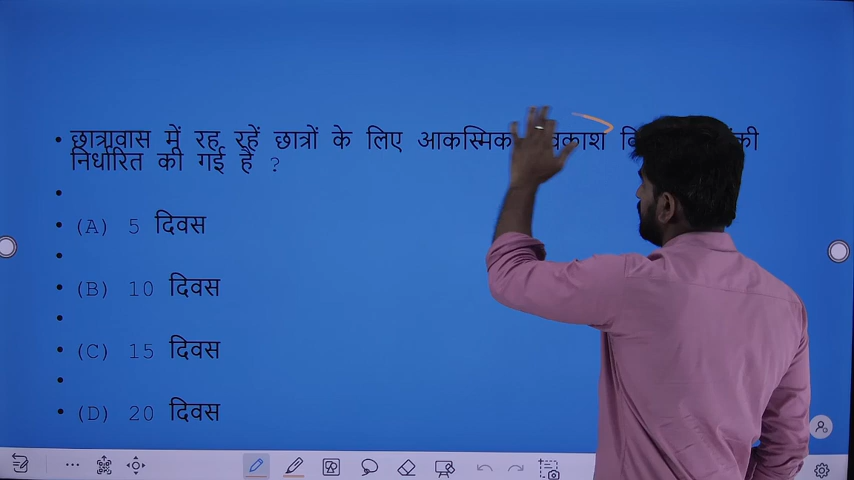 • छात्रावास में रह रहें छात्रों के लिए आकस्मिक की
निर्धारित की गई है ?
•
• (A) 5 दिवस
•
• (B) 10 दिवस
•
• (C) 15 दिवस
•
• (D) 20 दिवस